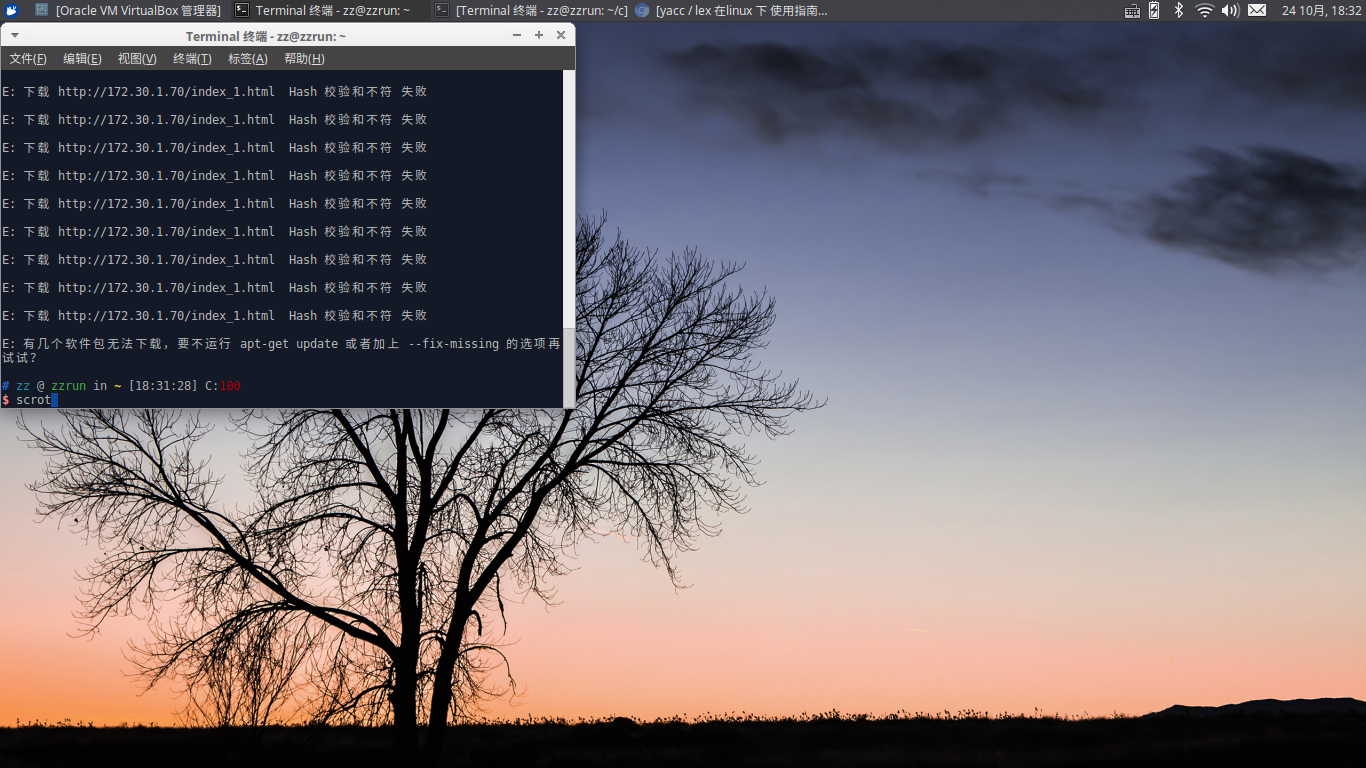 [Oracle VM VirtualBox 管理器]
Terminal 终端 - zz@zzrun: ~
[Terminal 终端 - zz@zzrun: ~/c]
[yacc / lex 在linux 下 使用指南...
24 10月, 18:32
Terminal 终端 - zz@zzrun: ~
文件(F) 编辑(E) 视图(V) 终端(T) 标签(A) 帮助(H)
E: 下载 http://172.30.1.70/index_1.html  Hash 校验和不符 失败
E: 下载 http://172.30.1.70/index_1.html  Hash 校验和不符 失败
E: 下载 http://172.30.1.70/index_1.html  Hash 校验和不符 失败
E: 下载 http://172.30.1.70/index_1.html  Hash 校验和不符 失败
E: 下载 http://172.30.1.70/index_1.html  Hash 校验和不符 失败
E: 下载 http://172.30.1.70/index_1.html  Hash 校验和不符 失败
E: 下载 http://172.30.1.70/index_1.html  Hash 校验和不符 失败
E: 下载 http://172.30.1.70/index_1.html  Hash 校验和不符 失败
E: 下载 http://172.30.1.70/index_1.html  Hash 校验和不符 失败
E: 有几个软件包无法下载，要不运行 apt-get update 或者加上 --fix-missing 的选项再
试试？
# zz @ zzrun in ~ [18:31:28] C:100
$ scrot